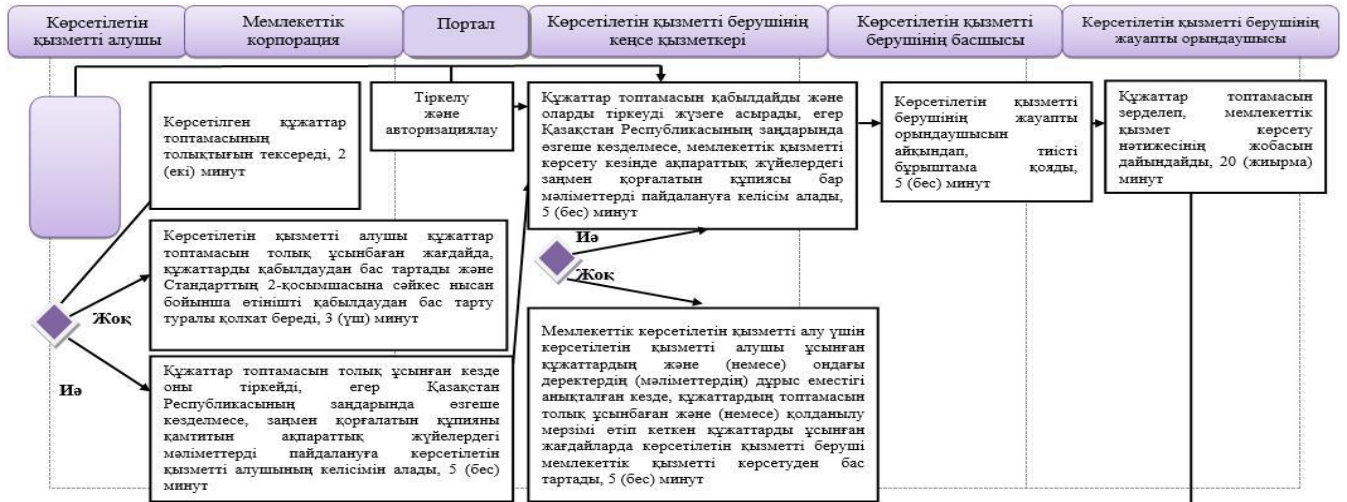 Көрсетілетін
қызметті алушы
Мемлекеттік
корпорация
Портал
Көрсетілетін қызметті берушінің
кеңсе қызметкері
Көрсетілетін қызметті
берушінің басшысы
Көрсетілетін қызметті берушінің
жауапты орындаушысы
Көрсетілген құжаттар
топтамасының
толықтығын тексереді, 2
(екі) минут
Тіркелу
және
авторизациялау
Құжаттар топтамасын қабылдайды және
оларды тіркеуді жүзеге асырады, егер
Қазақстан Республикасының заңдарында
өзгеше көзделмесе, мемлекеттік қызметті
көрсету кезінде ақпараттық жүйелердегі
заңмен қорғалатын құпиясы бар
мәліметтерді пайдалануға келісім алады,
5 (бес) минут
Көрсетілетін қызметті
берушінің жауапты
орындаушысын
айқындап, тиісті
бұрыштама қояды,
5 (бес) минут
Құжаттар топтамасын
зерделеп, мемлекеттік
қызмет көрсету
нәтижесінің жобасын
дайындайды, 20 (жиырма)
минут
Көрсетілетін қызметті алушы құжаттар
топтамасын толық ұсынбаған жағдайда,
құжаттарды қабылдаудан бас тартады және
Стандарттың 2-қосымшасына сәйкес нысан
бойынша өтінішті қабылдаудан бас тарту
туралы қолхат береді, 3 (үш) минут
Иә
Жоқ
Жоқ
Иә
Құжаттар топтамасын толық ұсынған кезде
оны тіркейді, егер Қазақстан
Республикасының заңдарында өзгеше
көзделмесе, заңмен қорғалатын құпияны
қамтитын ақпараттық жүйелердегі
мәліметтерді пайдалануға көрсетілетін
қызметті алушының келісімін алады, 5 (бес)
минут
Мемлекеттік көрсетілетін қызметті алу үшін
көрсетілетін қызметті алушы ұсынған
құжаттардың және (немесе) ондағы
деректердің (мәліметтердің) дұрыс еместігі
анықталған кезде, құжаттардың топтамасын
толық ұсынбаған және (немесе) қолданылу
мерзімі өтіп кеткен құжаттарды ұсынған
жағдайларда көрсетілетін қызметті беруші
мемлекеттік қызметті көрсетуден бас
тартады, 5 (бес) минут